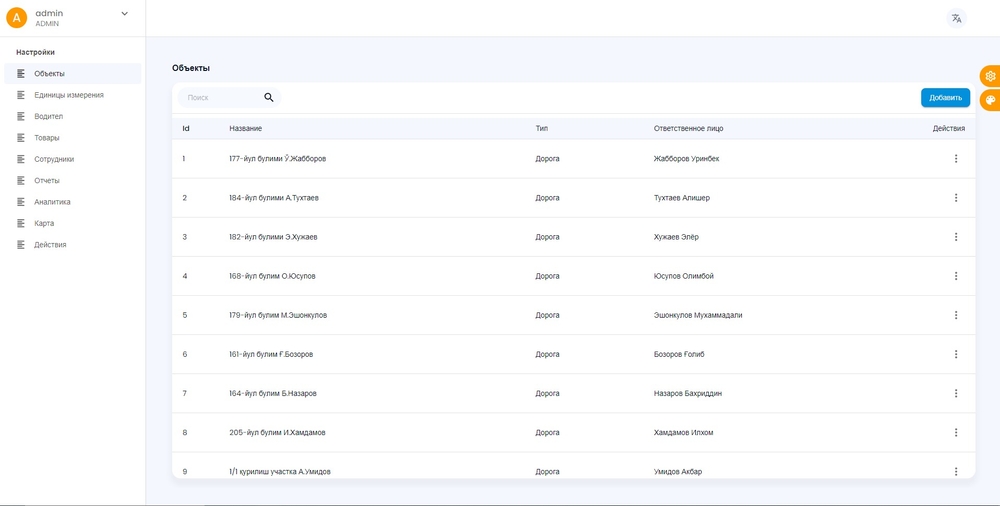 A admin
ADMIN
Настройки
Объекты
Единицы измерения
Водител
Товары
Сотрудники
Отчеты
Аналитика
Карта
Действия
Объекты
Поиск
Добавить
Id Название Тип Ответственное лицо Действия
1 177-йул булими Ў.Жабборов Дорога Жабборов Уринбек
2 184-йул булими А.Тухтаев Дорога Тухтаев Алишер
3 182-йул булими Э.Хужаев Дорога Хужаев Элёр
4 168-йул булим О.Юсупов Дорога Юсупов Олимбой
5 179-йул булим М.Эшонкулов Дорога Эшонкулов Мухаммадали
6 161-йул булим Ғ.Бозоров Дорога Бозоров Ғолиб
7 164-йул булим Б.Назаров Дорога Назаров Бахриддин
8 205-йул булим И.Хамдамов Дорога Хамдамов Илхом
9 1/1 қурилиш участка А.Умидов Дорога Умидов Акбар